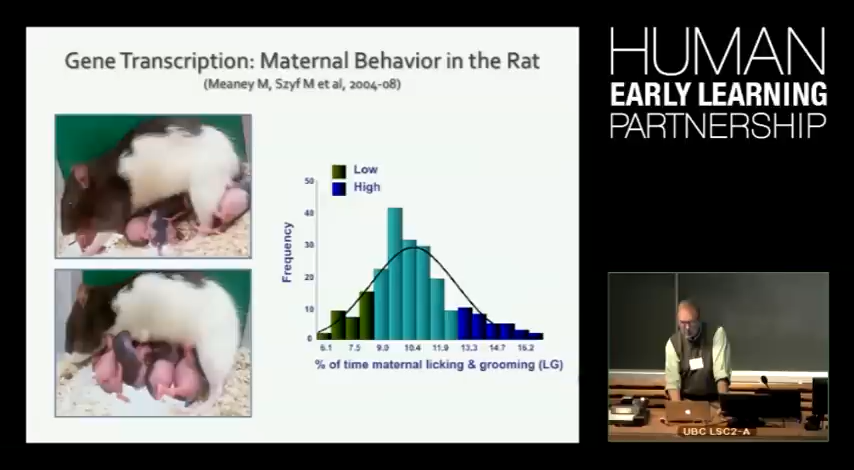 Gene Transcription: Maternal Behavior in the Rat
(Meaney M, Szyf M et al, 2004-08)
Low
High
50
40
30
20
10
0
Frequency
6.1 7.5 9.0 10.4 11.9 13.3 14.7 16.2
% of time maternal licking & grooming (LG)
HUMAN
EARLY LEARNING
PARTNERSHIP
UBC LSC2-A